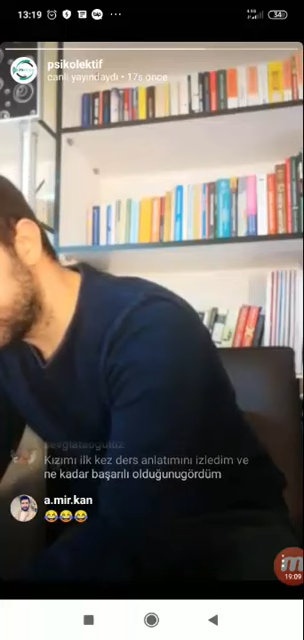 13:19
34
psikolektif
canlı yayındaydı • 17s önce
Kızımı ilk kez ders anlatımını izledim ve
ne kadar başarılı olduğunugördüm
a.mir.kan
😂😂😂
m
19:09